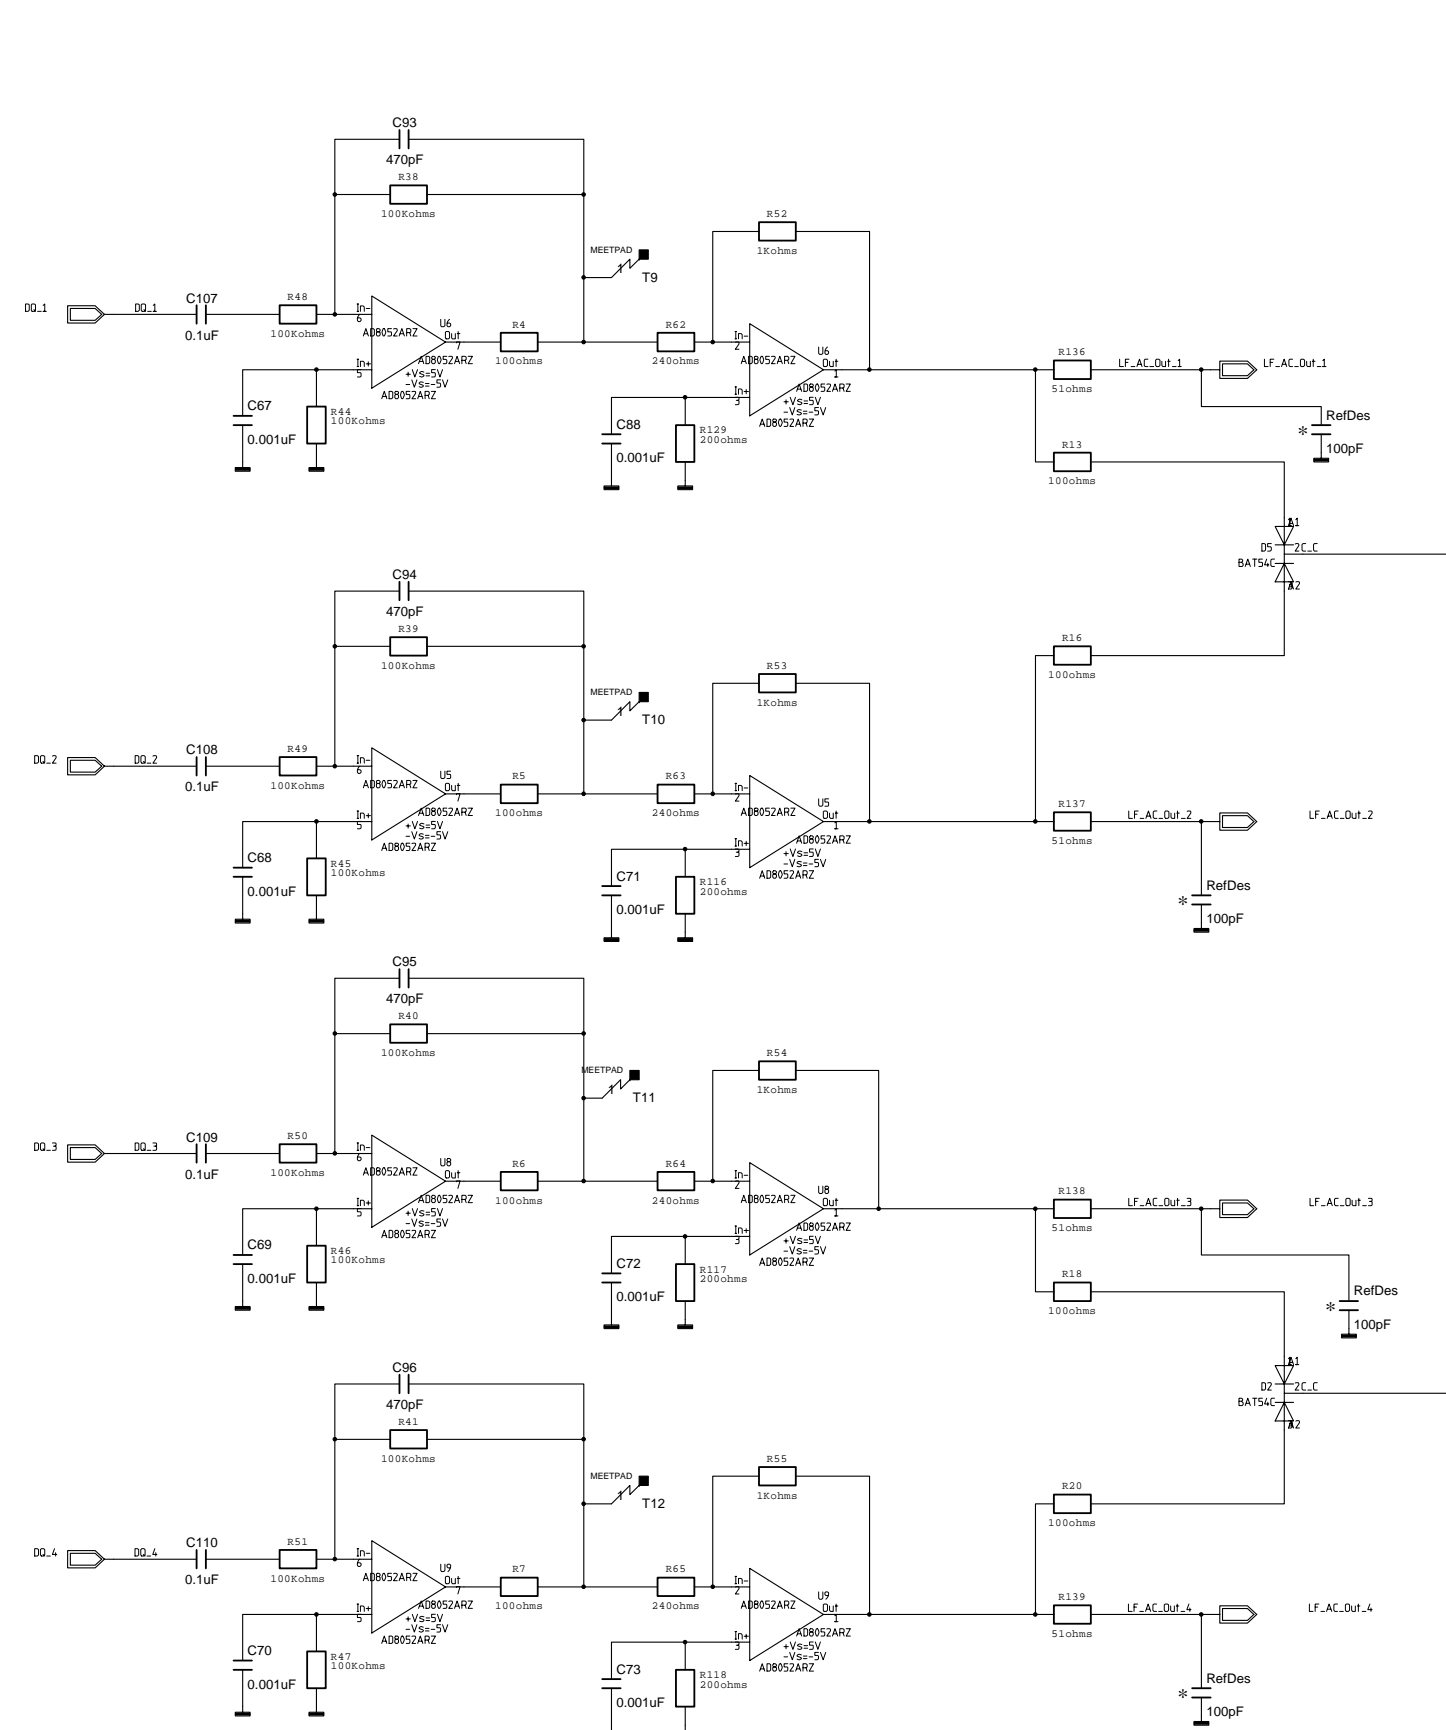 C93
470pF
R38
100Kohms
R52
1Kohms
MEETPAD
T9
DQ_1
DQ_1
C107
0.1uF
R48
100Kohms
In-
6
AD8052ARZ
U6
Out
7
In+
5
AD8052ARZ
+Vs=5V
-Vs=-5V
AD8052ARZ
R4
100ohms
R62
240ohms
In-
2
AD8052ARZ
U6
Out
1
In+
3
AD8052ARZ
+Vs=5V
-Vs=-5V
AD8052ARZ
C67
0.001uF
R44
100Kohms
C88
0.001uF
R129
200ohms
R136
51ohms
LF_AC_Out_1
LF_AC_Out_1
RefDes
*
100pF
R13
100ohms
A1
D5
2C_C
BAT54C
A2
C94
470pF
R39
100Kohms
R53
1Kohms
MEETPAD
T10
R16
100ohms
DQ_2
DQ_2
C108
0.1uF
R49
100Kohms
In-
6
AD8052ARZ
U5
Out
7
In+
5
AD8052ARZ
+Vs=5V
-Vs=-5V
AD8052ARZ
R5
100ohms
R63
240ohms
In-
2
AD8052ARZ
U5
Out
1
In+
3
AD8052ARZ
+Vs=5V
-Vs=-5V
AD8052ARZ
R137
51ohms
LF_AC_Out_2
LF_AC_Out_2
C68
0.001uF
R45
100Kohms
C71
0.001uF
R116
200ohms
RefDes
*
100pF
C95
470pF
R40
100Kohms
R54
1Kohms
MEETPAD
T11
DQ_3
DQ_3
C109
0.1uF
R50
100Kohms
In-
6
AD8052ARZ
U8
Out
7
In+
5
AD8052ARZ
+Vs=5V
-Vs=-5V
AD8052ARZ
R6
100ohms
R64
240ohms
In-
2
AD8052ARZ
U8
Out
1
In+
3
AD8052ARZ
+Vs=5V
-Vs=-5V
AD8052ARZ
R138
51ohms
LF_AC_Out_3
LF_AC_Out_3
C69
0.001uF
R46
100Kohms
C72
0.001uF
R117
200ohms
R18
100ohms
RefDes
*
100pF
A1
D2
2C_C
BAT54C
A2
C96
470pF
R41
100Kohms
R55
1Kohms
MEETPAD
T12
R20
100ohms
DQ_4
DQ_4
C110
0.1uF
R51
100Kohms
In-
6
AD8052ARZ
U9
Out
7
In+
5
AD8052ARZ
+Vs=5V
-Vs=-5V
AD8052ARZ
R7
100ohms
R65
240ohms
In-
2
AD8052ARZ
U9
Out
1
In+
3
AD8052ARZ
+Vs=5V
-Vs=-5V
AD8052ARZ
R139
51ohms
LF_AC_Out_4
LF_AC_Out_4
C70
0.001uF
R47
100Kohms
C73
0.001uF
R118
200ohms
RefDes
*
100pF